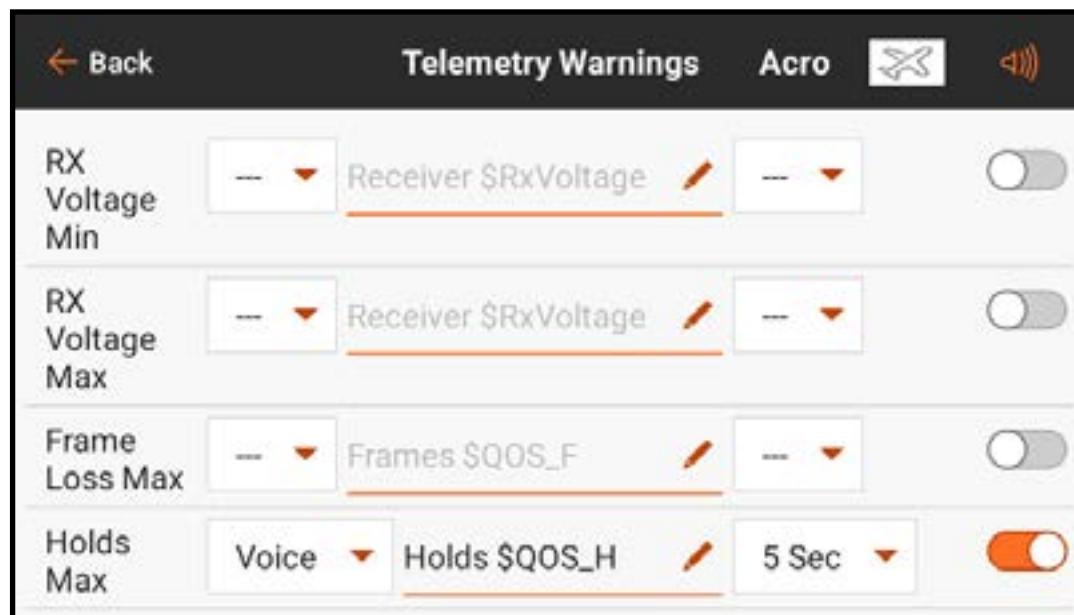 Back Telemetry Warnings Acro
RX
Voltage
Min
--- Receiver $RxVoltage ---
RX
Voltage
Max
--- Receiver $RxVoltage ---
Frame
Loss Max
--- Frames $QOS_F ---
Holds
Max
Voice Holds $QOS_H 5 Sec